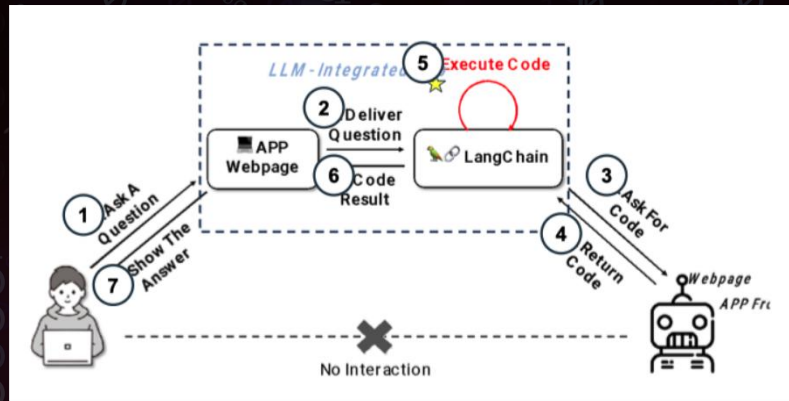 LLM-Integrated
5
Execute Code
2
Deliver
Question
APP
Webpage
LangChain
6
Code
Result
3
Ask For
Code
1
Ask A
Question
4
Return
Code
7
Show The
Answer
Webpage
APP
No Interaction